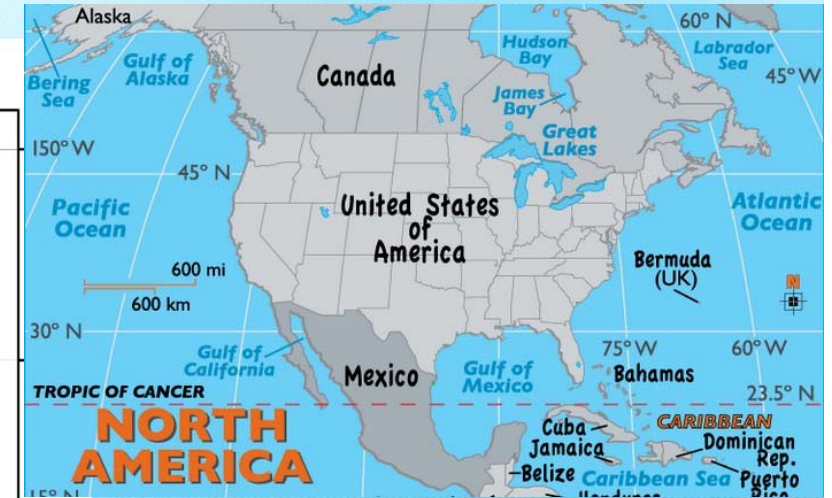 Alaska
60° N
Hudson
Bay
Labrador
Sea
Gulf of
Alaska
Bering
Sea
Canada
45° W
James
Bay
Great
Lakes
150° W
45° N
Pacific
Ocean
United States
of
America
Atlantic
Ocean
600 mi
600 km
Bermuda
(UK)
N
30° N
75° W
60° W
Gulf of
California
Mexico
Gulf of
Mexico
Bahamas
TROPIC OF CANCER
23.5° N
NORTH
AMERICA
CARIBBEAN
Cuba
Jamaica
Dominican
Rep.
Belize
Caribbean Sea
Puerto
Rico
15° N
Honduras